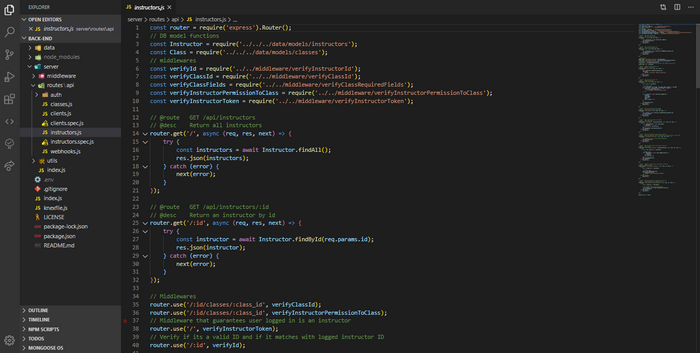 EXPLORER
OPEN EDITORS
instructors.js server\routes\api
BACK-END
data
node_modules
server
middleware
routes \ api
auth
classes.js
clients.js
clients.spec.js
instructors.js
instructors.spec.js
webhooks.js
utils
index.js
.env
.gitignore
index.js
knexfile.js
LICENSE
package-lock.json
package.json
README.md
OUTLINE
TIMELINE
NPM SCRIPTS
TODOS
MONGOOSE OS
instructors.js
server > routes > api > instructors.js > ...
1 const router = require('express').Router();
2 // DB model functions
3 const Instructor = require('../../../data/models/instructors');
4 const Class = require('../../../data/models/classes');
5 // middlewares
6 const verifyId = require('../../middleware/verifyInstructorId');
7 const verifyClassId = require('../../middleware/verifyClassId');
8 const verifyClassFields = require('../../middleware/verifyClassRequiredFields');
9 const verifyInstructorPermissionToClass = require('../../middleware/verifyInstructorPermissionToClass');
10 const verifyInstructorToken = require('../../middleware/verifyInstructorToken');
11
12 // @route GET /api/instructors
13 // @desc Return all instructors
14 router.get('/', async (req, res, next) => {
15 try {
16 const instructors = await Instructor.findAll();
17 res.json(instructors);
18 } catch (error) {
19 next(error);
20 }
21 });
22
23 // @route GET /api/instructors/:id
24 // @desc Return an instructor by id
25 router.get('/:id', async (req, res, next) => {
26 try {
27 const instructor = await Instructor.findById(req.params.id);
28 res.json(instructor);
29 } catch (error) {
30 next(error);
31 }
32 });
33
34 // Middlewares
35 router.use('/:id/classes/:class_id', verifyClassId);
36 router.use('/:id/classes/:class_id', verifyInstructorPermissionToClass);
37 // Middleware that guarantees user logged in is an instructor
38 router.use('/', verifyInstructorToken);
39 // Verify if its a valid ID and if it matches with logged instructor ID
40 router.use('/:id', verifyId);